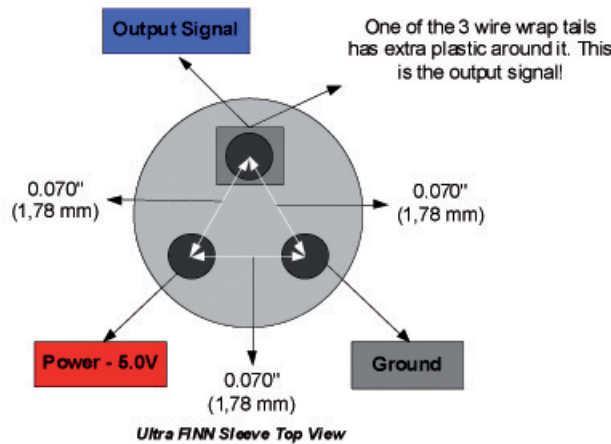 Output Signal
One of the 3 wire wrap tails
has extra plastic around it. This
is the output signal!
0.070"
(1,78 mm)
0.070"
(1,78 mm)
Power - 5.0V
0.070"
(1,78 mm)
Ground
Ultra FINN Sleeve Top View